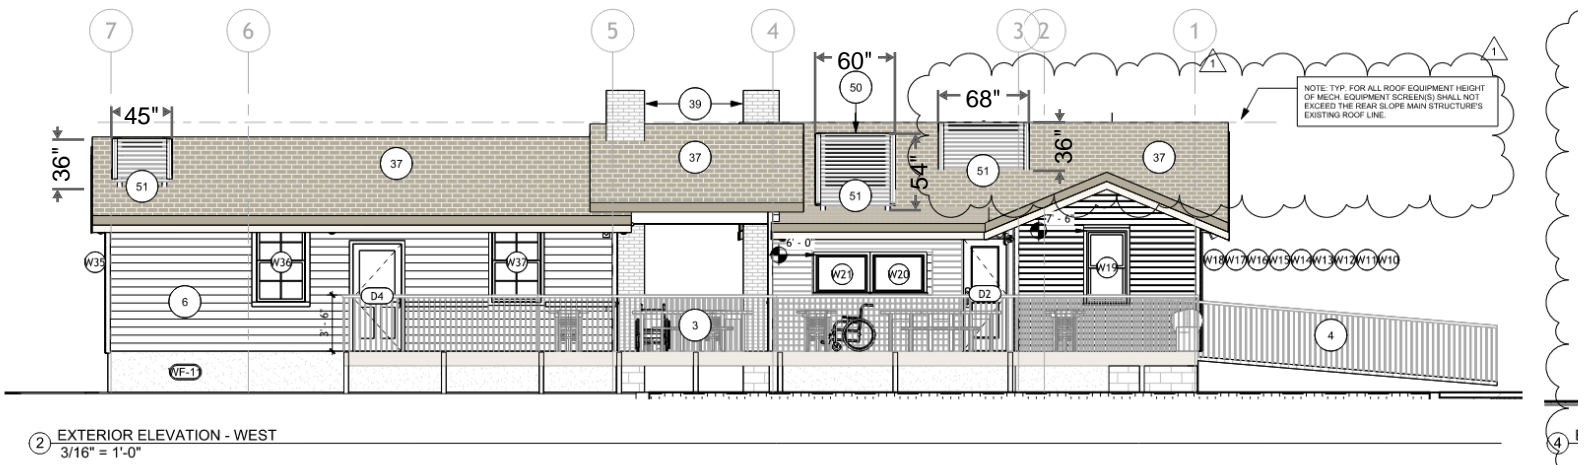 7
6
5
4
3
2
1
1
1
60"
50
45"
39
68"
NOTE: TYP. FOR ALL ROOF EQUIPMENT HEIGHT
OF MECH. EQUIPMENT SCREEN(S) SHALL NOT
EXCEED THE REAR SLOPE MAIN STRUCTURE'S
EXISTING ROOF LINE.
36"
51
37
37
51
54"
51
36"
37
7' - 6"
6' - 0"
W35
W36
W37
W21
W20
W19
W18
W17
W16
W15
W14
W13
W12
W11
W10
6
D4
D2
3' - 6"
3
4
WF-11
2
EXTERIOR ELEVATION - WEST
3/16" = 1'-0"
4